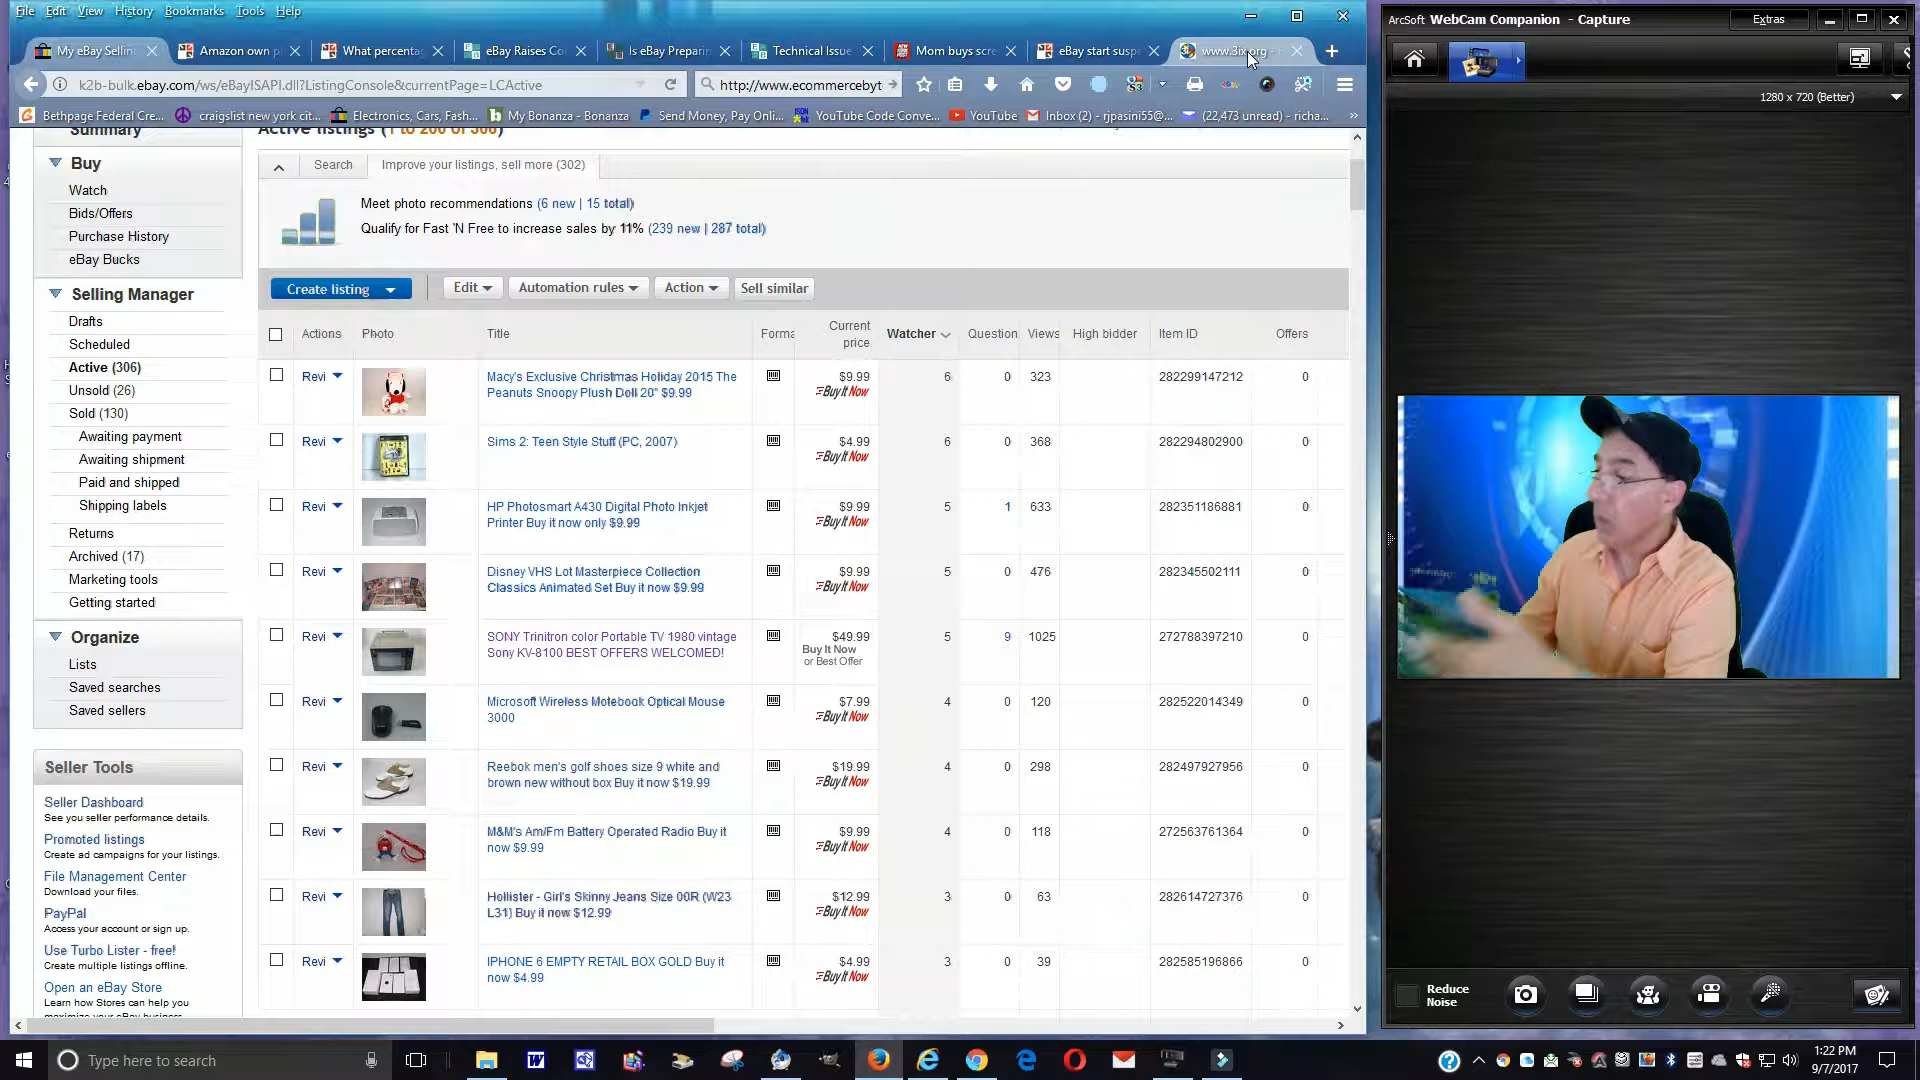 File Edit View History Bookmarks Tools Help
ArcSoft WebCam Companion - Capture Extras
My eBay Sellin Amazon own p What percenta eBay Raises Co Is eBay Preparin Technical Issue Mom buys scre eBay start susp www.3ix.org -
k2b-bulk.ebay.com/ws/eBayISAPI.dll?ListingConsole&currentPage=LCActive http://www.ecommercebyt
1280 x 720 (Better)
Bethpage Federal Cre... craigslist new york cit... Electronics, Cars, Fash... My Bonanza - Bonanza Send Money, Pay Onli... YouTube Code Conve... YouTube Inbox (2) - rjpasini55@... (22,473 unread) - richa...
Summary
Active listings (1 to 200 of 306)
Buy
Watch
Bids/Offers
Purchase History
eBay Bucks
Selling Manager
Drafts
Scheduled
Active (306)
Unsold (26)
Sold (130)
Awaiting payment
Awaiting shipment
Paid and shipped
Shipping labels
Returns
Archived (17)
Marketing tools
Getting started
Organize
Lists
Saved searches
Saved sellers
Seller Tools
Seller Dashboard
See you seller performance details.
Promoted listings
Create ad campaigns for your listings.
File Management Center
Download your files.
PayPal
Access your account or sign up.
Use Turbo Lister - free!
Create multiple listings offline.
Open an eBay Store
Learn how Stores can help you
maximize your eBay business
Search Improve your listings, sell more (302)
Meet photo recommendations (6 new | 15 total)
Qualify for Fast 'N Free to increase sales by 11% (239 new | 287 total)
Create listing Edit Automation rules Action Sell similar
Actions Photo Title Forma Current price Watcher Question Views High bidder Item ID Offers
Revi Macy's Exclusive Christmas Holiday 2015 The $9.99 6 0 323 282299147212 0
Peanuts Snoopy Plush Doll 20" $9.99 Buy It Now
Revi Sims 2: Teen Style Stuff (PC, 2007) $4.99 6 0 368 282294802900 0
Buy It Now
Revi HP Photosmart A430 Digital Photo Inkjet $9.99 5 1 633 282351186881 0
Printer Buy it now only $9.99 Buy It Now
Revi Disney VHS Lot Masterpiece Collection $9.99 5 0 476 282345502111 0
Classics Animated Set Buy it now $9.99 Buy It Now
Revi SONY Trinitron color Portable TV 1980 vintage $49.99 5 9 1025 272788397210 0
Sony KV-8100 BEST OFFERS WELCOMED! Buy It Now
or Best Offer
Revi Microsoft Wireless Notebook Optical Mouse $7.99 4 0 120 282522014349 0
3000 Buy It Now
Revi Reebok men's golf shoes size 9 white and $19.99 4 0 298 282497927956 0
brown new without box Buy it now $19.99 Buy It Now
Revi M&M's Am/Fm Battery Operated Radio Buy it $9.99 4 0 118 272563761364 0
now $9.99 Buy It Now
Revi Hollister - Girl's Skinny Jeans Size 00R (W23 $12.99 3 0 63 282614727376 0
L31) Buy it now $12.99 Buy It Now
Revi IPHONE 6 EMPTY RETAIL BOX GOLD Buy it $4.99 3 0 39 282585196866 0
now $4.99 Buy It Now
Reduce
Noise
Type here to search
1:22 PM
9/7/2017